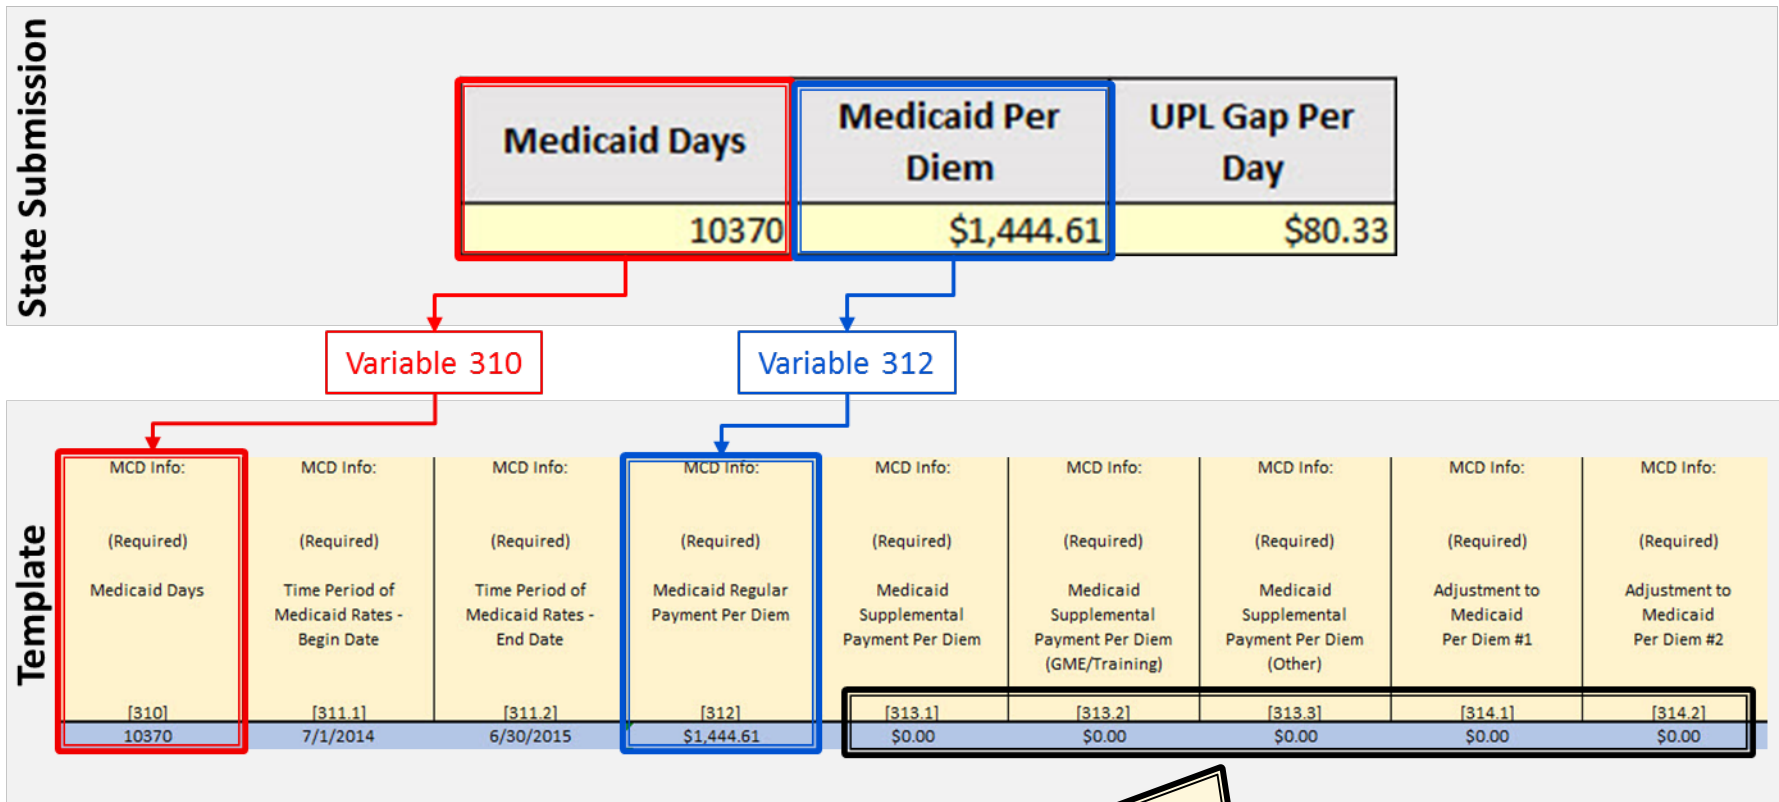 State Submission
Medicaid Days
Medicaid Per
Diem
UPL Gap Per
Day
10370
$1,444.61
$80.33
Variable 310
Variable 312
Template
MCD Info:
(Required)
Medicaid Days
[310]
10370
MCD Info:
(Required)
Time Period of
Medicaid Rates -
Begin Date
[311.1]
7/1/2014
MCD Info:
(Required)
Time Period of
Medicaid Rates -
End Date
[311.2]
6/30/2015
MCD Info:
(Required)
Medicaid Regular
Payment Per Diem
[312]
$1,444.61
MCD Info:
(Required)
Medicaid
Supplemental
Payment Per Diem
[313.1]
$0.00
MCD Info:
(Required)
Medicaid
Supplemental
Payment Per Diem
(GME/Training)
[313.2]
$0.00
MCD Info:
(Required)
Medicaid
Supplemental
Payment Per Diem
(Other)
[313.3]
$0.00
MCD Info:
(Required)
Adjustment to
Medicaid
Per Diem #1
[314.1]
$0.00
MCD Info:
(Required)
Adjustment to
Medicaid
Per Diem #2
[314.2]
$0.00